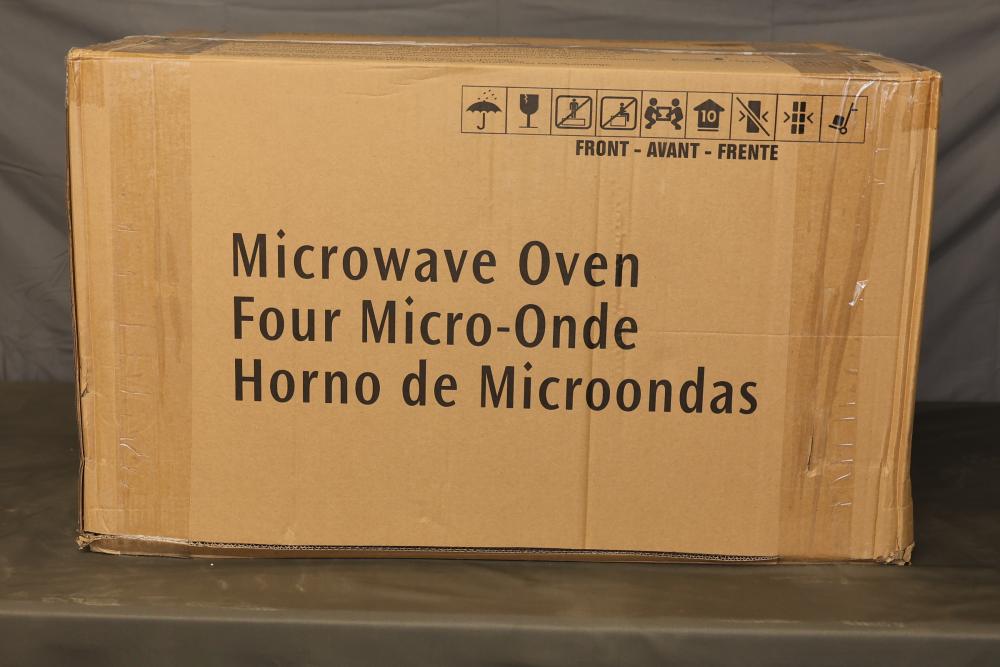 10
FRONT - AVANT - FRENTE
Microwave Oven
Four Micro-Onde
Horno de Microondas